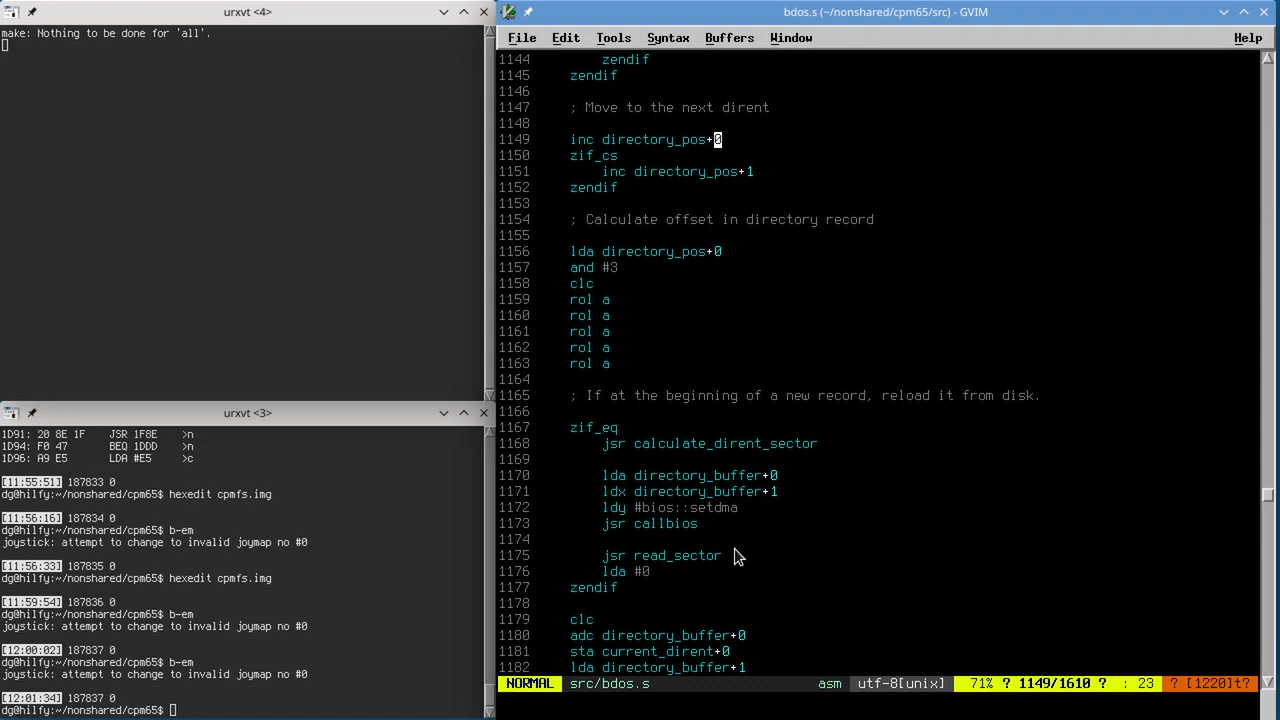 urxvt <4>
make: Nothing to be done for 'all'.
urxvt <3>
1D91: 20 8E 1F    JSR 1F8E    >n
1D94: F0 47       BEQ 1DDD    >n
1D96: A9 E5       LDA #E5     >c
[11:55:51] 187833 0
dg@hilfy:~/nonshared/cpm65$ hexedit cpmfs.img
[11:56:16] 187834 0
dg@hilfy:~/nonshared/cpm65$ b-em
joystick: attempt to change to invalid joymap no #0
[11:56:33] 187835 0
dg@hilfy:~/nonshared/cpm65$ hexedit cpmfs.img
[11:59:54] 187836 0
dg@hilfy:~/nonshared/cpm65$ b-em
joystick: attempt to change to invalid joymap no #0
[12:00:02] 187837 0
dg@hilfy:~/nonshared/cpm65$ b-em
joystick: attempt to change to invalid joymap no #0
[12:01:34] 187837 0
dg@hilfy:~/nonshared/cpm65$
bdos.s (~/nonshared/cpm65/src) - GVIM
File Edit Tools Syntax Buffers Window Help
1144         zendif
1145     zendif
1146
1147     ; Move to the next dirent
1148
1149     inc directory_pos+0
1150     zif_cs
1151         inc directory_pos+1
1152     zendif
1153
1154     ; Calculate offset in directory record
1155
1156     lda directory_pos+0
1157     and #3
1158     clc
1159     rol a
1160     rol a
1161     rol a
1162     rol a
1163     rol a
1164
1165     ; If at the beginning of a new record, reload it from disk.
1166
1167     zif_eq
1168         jsr calculate_dirent_sector
1169
1170         lda directory_buffer+0
1171         ldx directory_buffer+1
1172         ldy #bios::setdma
1173         jsr callbios
1174
1175         jsr read_sector
1176         lda #0
1177     zendif
1178
1179     clc
1180     adc directory_buffer+0
1181     sta current_dirent+0
1182     lda directory_buffer+1
NORMAL src/bdos.s asm utf-8[unix] 71% ? 1149/1610 ? : 23 ? [1220]t?